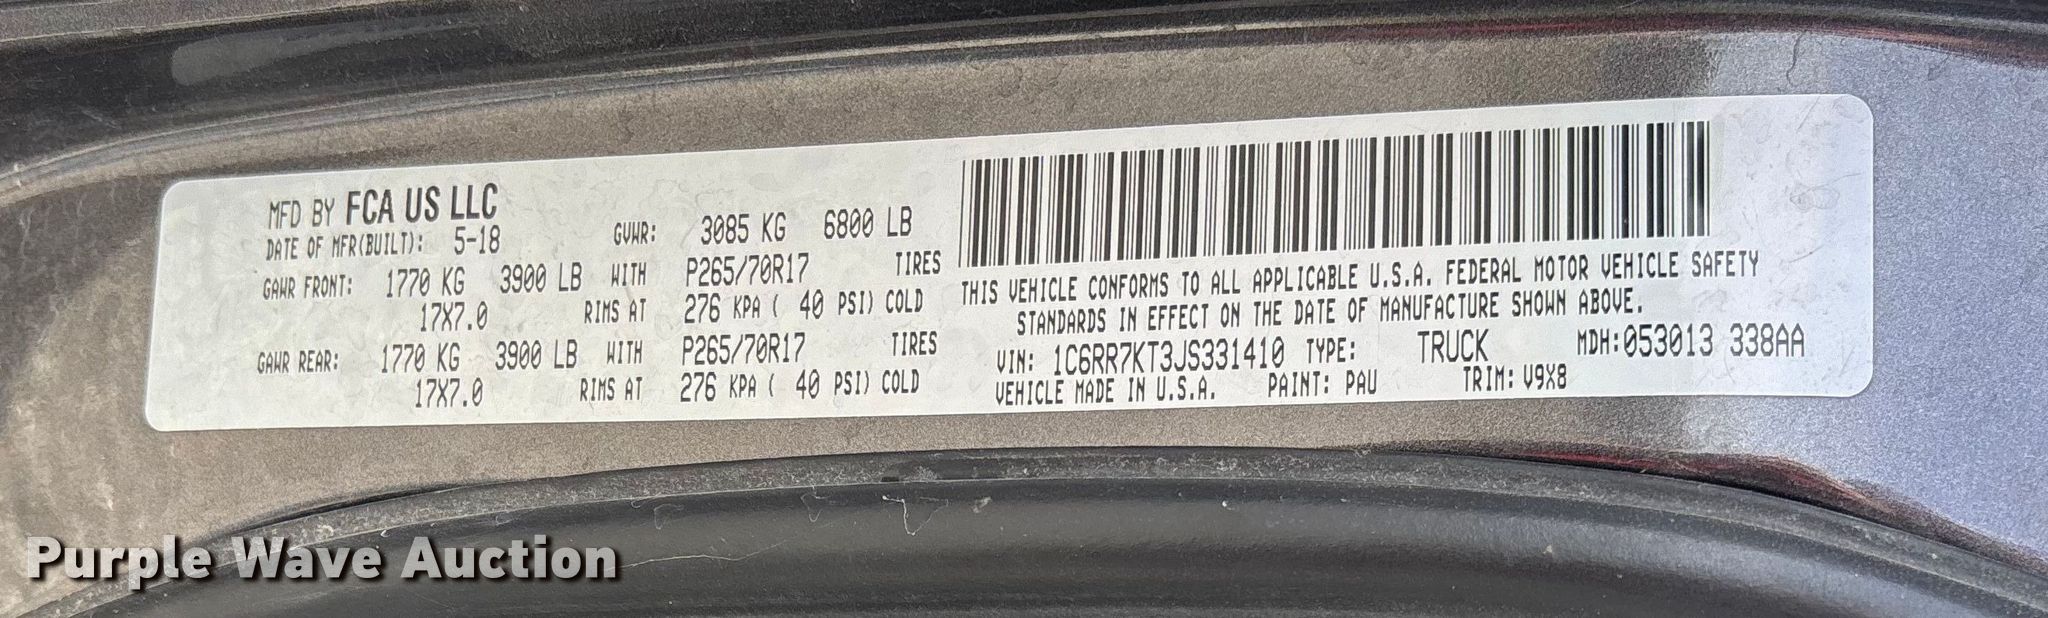 MFD BY FCA US LLC
DATE OF MFR(BUILT): 5-18 GVWR: 3085 KG 6800 LB
GAWR FRONT: 1770 KG 3900 LB WITH P265/70R17 TIRES
17X7.0 RIMS AT 276 KPA ( 40 PSI) COLD
GAWR REAR: 1770 KG 3900 LB WITH P265/70R17 TIRES
17X7.0 RIMS AT 276 KPA ( 40 PSI) COLD
THIS VEHICLE CONFORMS TO ALL APPLICABLE U.S.A. FEDERAL MOTOR VEHICLE SAFETY
STANDARDS IN EFFECT ON THE DATE OF MANUFACTURE SHOWN ABOVE.
VIN: 1C6RR7KT3JS331410 TYPE: TRUCK MDH:053013 338AA
VEHICLE MADE IN U.S.A. PAINT: PAU TRIM: V9X8
Purple Wave Auction